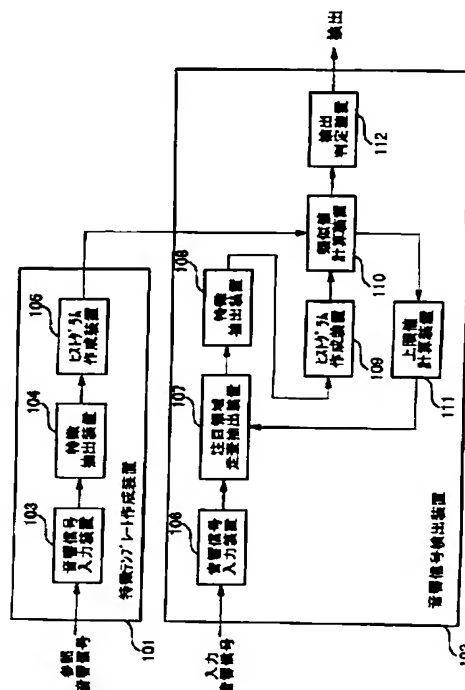 参照
音響信号
101
103
音響信号
入力装置
104
特徴
抽出装置
105
ヒストグラム
作成装置
特徴テンプレート作成装置
入力
音響信号
102
106
音響信号
入力装置
107
注目領域
定量抽出装置
108
特徴
抽出装置
ヒストグラム
作成装置
109
類似値
計算装置
110
上限値
計算装置
111
検出
判定装置
112
検出
音響信号検出装置